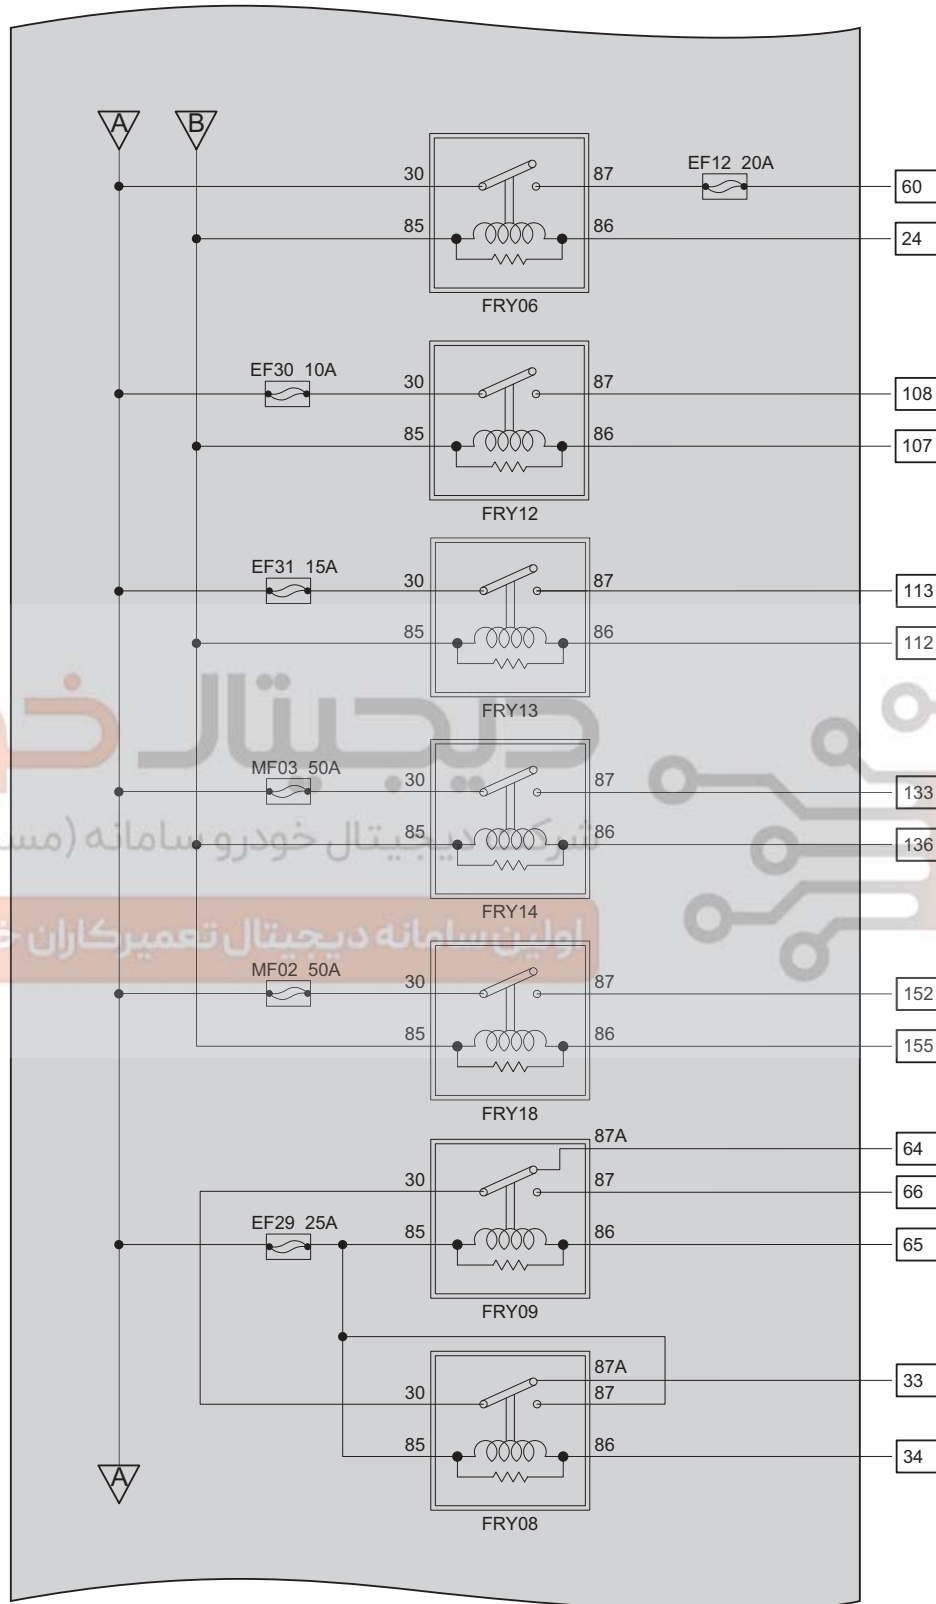 A B
30 87 EF12 20A 60
85 86 24
FRY06
EF30 10A 30 87 108
85 86 107
FRY12
EF31 15A 30 87 113
85 86 112
FRY13
دیجیتال
MF03 50A 30 87 133
85 86 136
شرکت دیجیتال خودرو سامانه
FRY14
اولین سامانه دیجیتال تعمیرکاران
MF02 50A 30 87 152
85 86 155
FRY18
87A 64
30 87 66
EF29 25A 85 86 65
FRY09
87A 33
30 87
85 86 34
A
FRY08